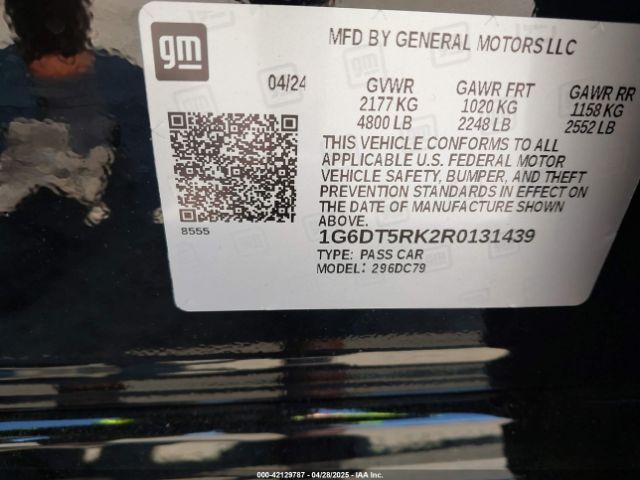 gm
MFD BY GENERAL MOTORS LLC
04/24
GVWR
2177 KG
4800 LB
GAWR FRT
1020 KG
2248 LB
GAWR RR
1158 KG
2552 LB
THIS VEHICLE CONFORMS TO ALL
APPLICABLE U.S. FEDERAL MOTOR
VEHICLE SAFETY, BUMPER, AND THEFT
PREVENTION STANDARDS IN EFFECT ON
THE DATE OF MANUFACTURE SHOWN
ABOVE.
8555
1G6DT5RK2R0131439
TYPE: PASS CAR
MODEL: 296DC79
000-42129787 - 04/28/2025 - IAAI.COM